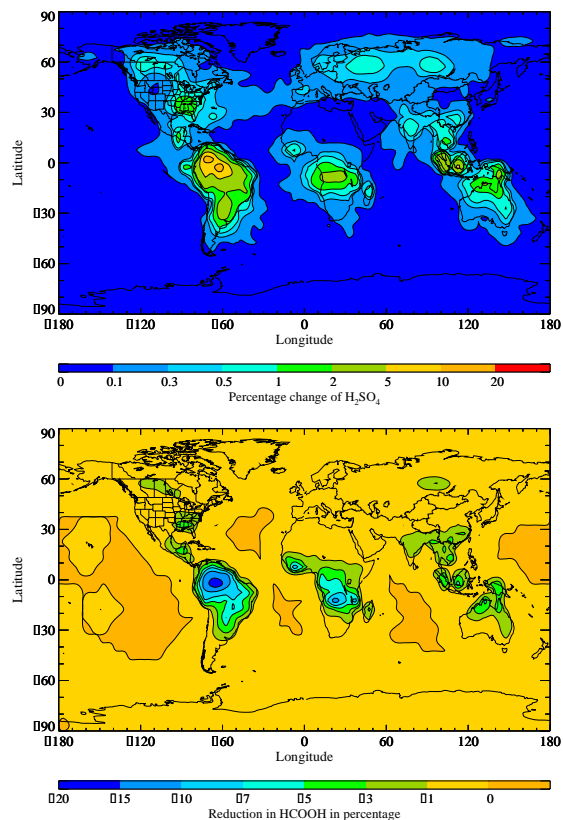 90
60
30
0
▯30
▯60
▯90
Latitude
▯180 ▯120 ▯60 0 60 120 180
Longitude
0 0.1 0.3 0.5 1 2 5 10 20
Percentage change of H₂SO₄
90
60
30
0
▯30
▯60
▯90
Latitude
▯180 ▯120 ▯60 0 60 120 180
Longitude
▯20 ▯15 ▯10 ▯7 ▯5 ▯3 ▯1 0
Reduction in HCOOH in percentage